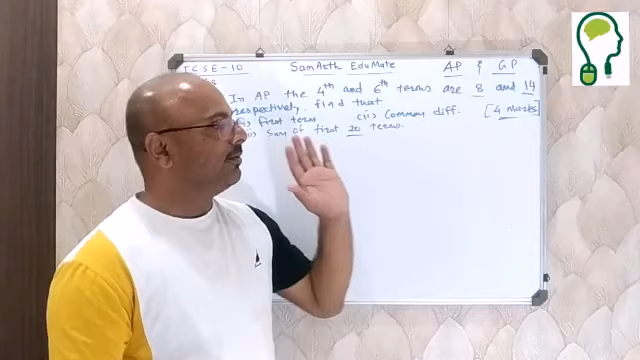 ICSE-10 SamArth EduMate AP & GP
In AP the 4th and 6th terms are 8 and 14
respectively. find that
first term (ii) Common diff. [4 marks]
Sum of first 20 terms.